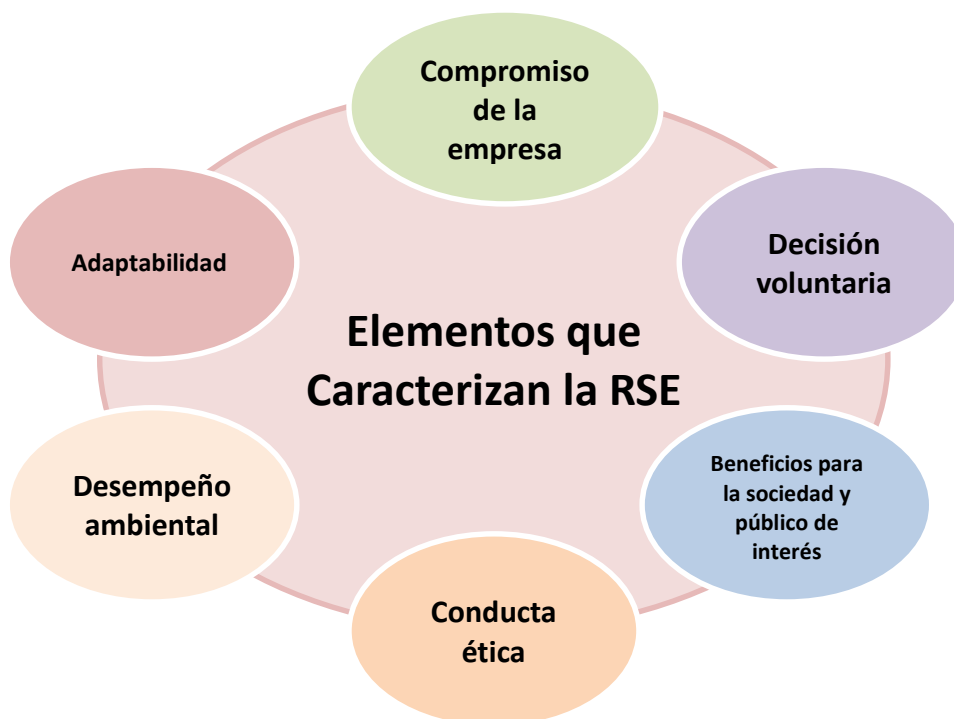 Compromiso
de la
empresa
Adaptabilidad
Decisión
voluntaria
Elementos que
Caracterizan la RSE
Desempeño
ambiental
Beneficios para
la sociedad y
público de
interés
Conducta
ética